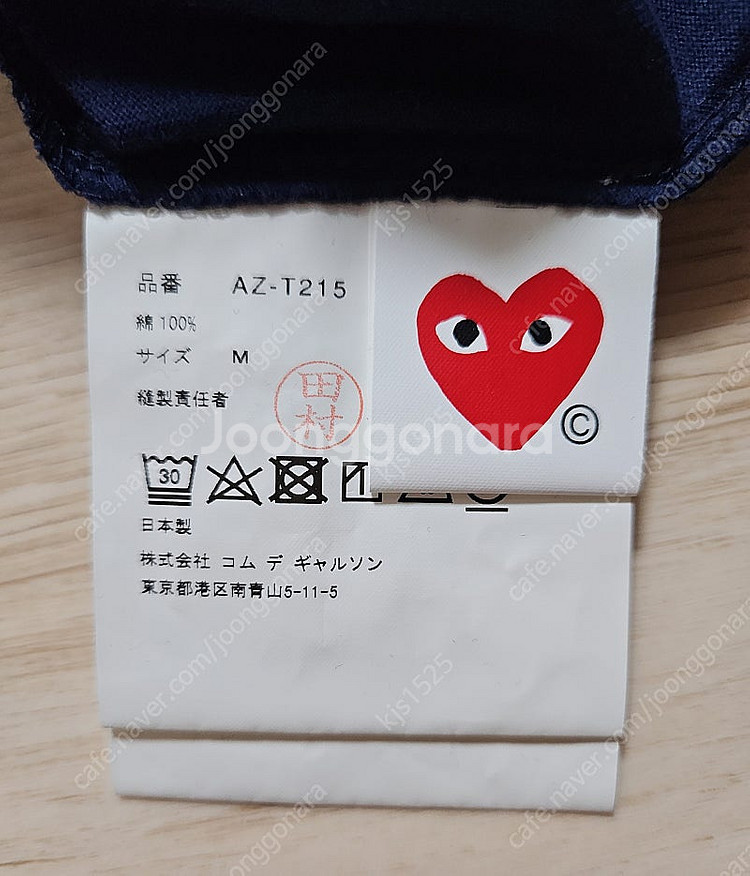 品番 AZ-T215
綿 100%
サイズ M
縫製責任者
田村
©
30
日本製
株式会社 コム デ ギャルソン
東京都港区南青山5-11-5
Joonggonara
cafe.naver.com/joonggonara
kjs1525